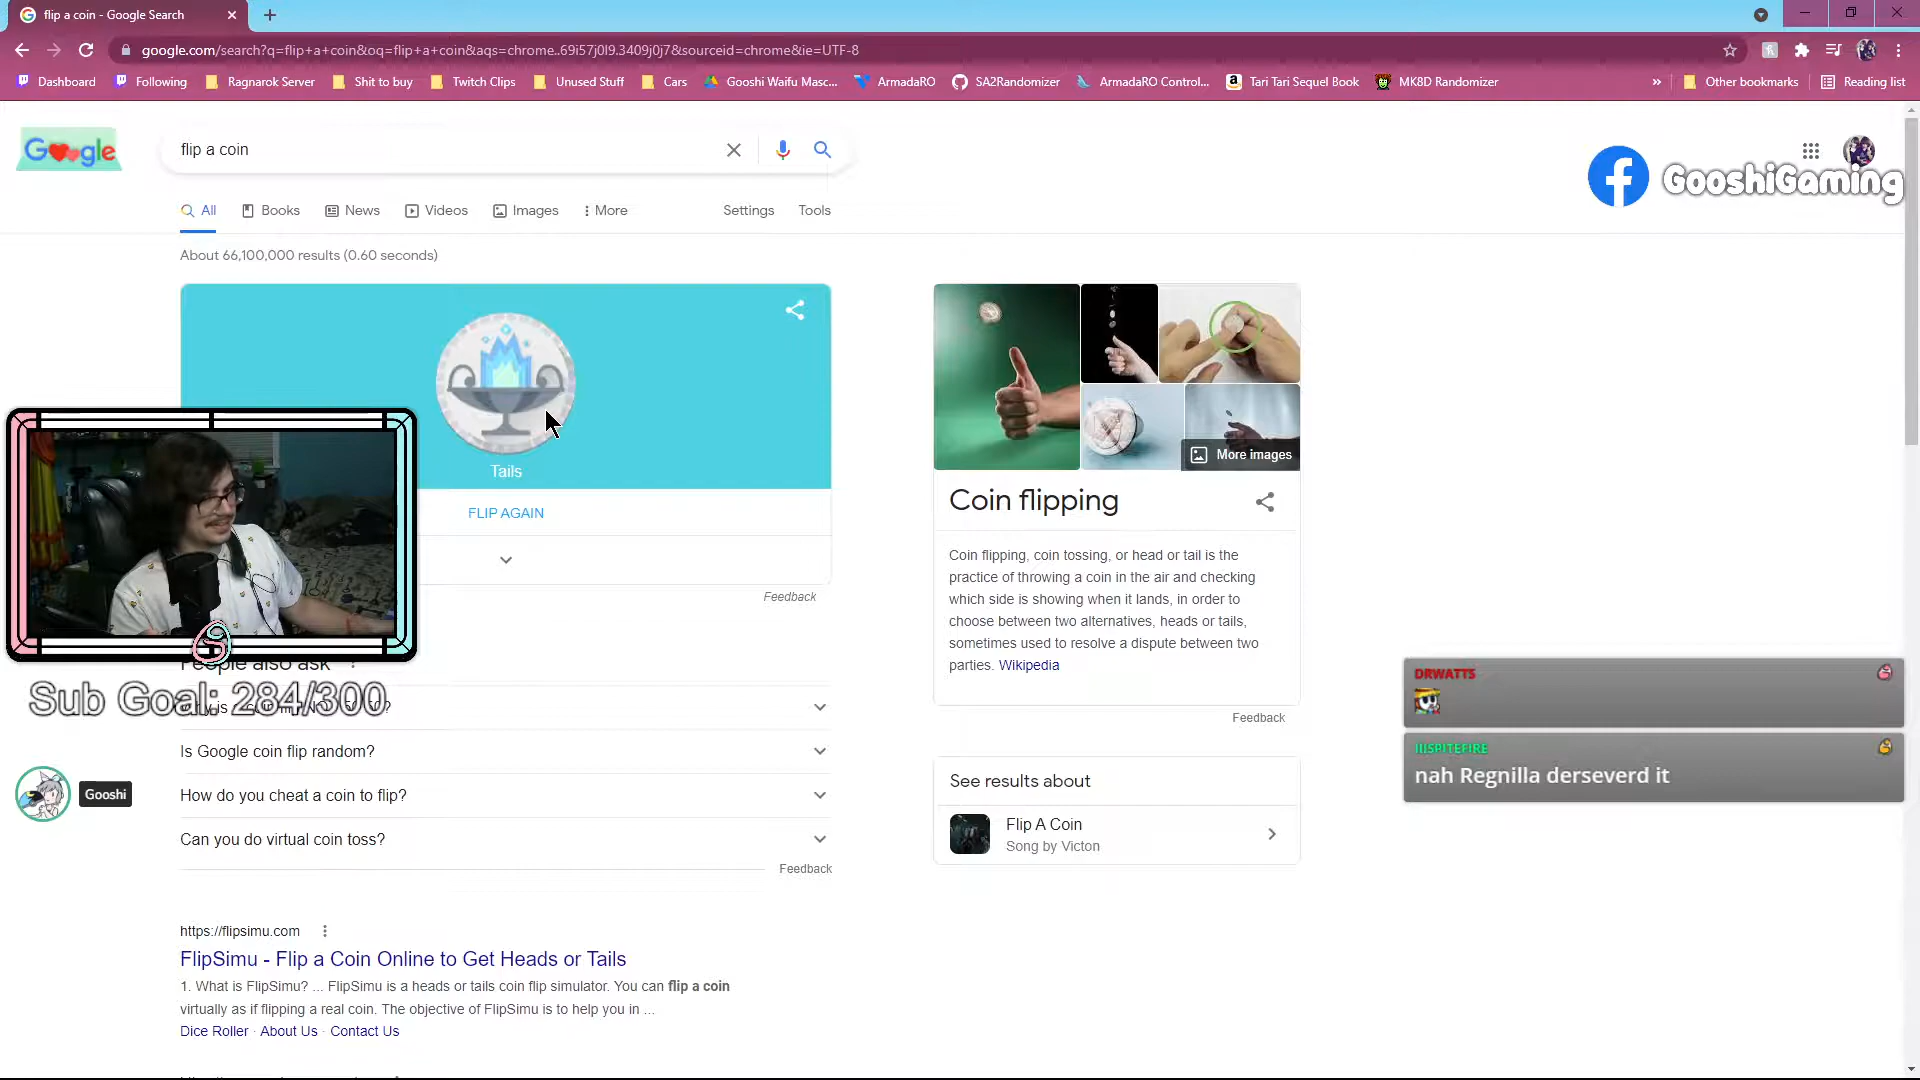 flip a coin - Google Search
google.com/search?q=flip+a+coin&oq=flip+a+coin&aqs=chrome..69i57j0l9.3409j0j7&sourceid=chrome&ie=UTF-8
Dashboard Following Ragnarok Server Shit to buy Twitch Clips Unused Stuff Cars Gooshi Waifu Masc... ArmadaRO SA2Randomizer ArmadaRO Control... Tari Tari Sequel Book MK8D Randomizer » Other bookmarks Reading list
Google
flip a coin
GooshiGaming
All Books News Videos Images More Settings Tools
About 66,100,000 results (0.60 seconds)
Tails
FLIP AGAIN
Feedback
People also ask
Sub Goal: 284/300
Is Google coin flip random?
How do you cheat a coin to flip?
Gooshi
Can you do virtual coin toss?
Feedback
https://flipsimu.com
FlipSimu - Flip a Coin Online to Get Heads or Tails
1. What is FlipSimu? ... FlipSimu is a heads or tails coin flip simulator. You can flip a coin
virtually as if flipping a real coin. The objective of FlipSimu is to help you in ...
Dice Roller · About Us · Contact Us
More images
Coin flipping
Coin flipping, coin tossing, or head or tail is the
practice of throwing a coin in the air and checking
which side is showing when it lands, in order to
choose between two alternatives, heads or tails,
sometimes used to resolve a dispute between two
parties. Wikipedia
Feedback
See results about
Flip A Coin
Song by Victon
DRWATTS
IIISPITEFIRE
nah Regnilla derseverd it